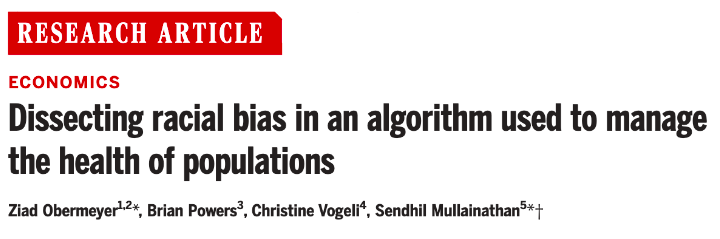 RESEARCH ARTICLE
ECONOMICS
Dissecting racial bias in an algorithm used to manage
the health of populations
Ziad Obermeyer1,2*, Brian Powers3, Christine Vogeli4, Sendhil Mullainathan5*†